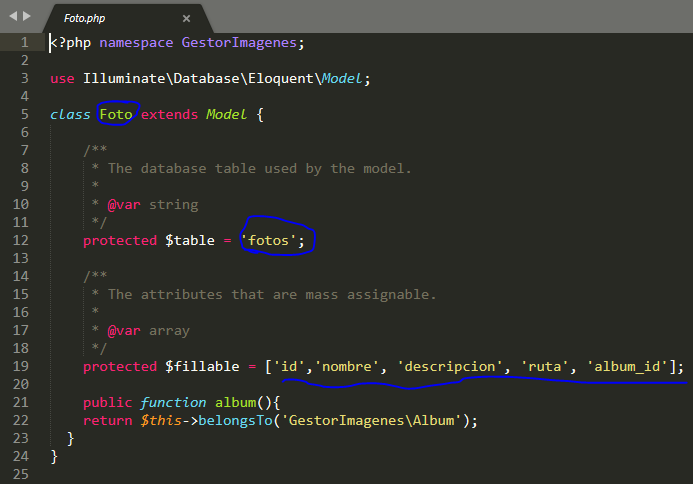 Foto.php
1 <?php namespace GestorImagenes;
2
3 use Illuminate\Database\Eloquent\Model;
4
5 class Foto extends Model {
6
7 /**
8 * The database table used by the model.
9 *
10 * @var string
11 */
12 protected $table = 'fotos';
13
14 /**
15 * The attributes that are mass assignable.
16 *
17 * @var array
18 */
19 protected $fillable = ['id','nombre', 'descripcion', 'ruta', 'album_id'];
20
21 public function album(){
22 return $this->belongsTo('GestorImagenes\Album');
23 }
24 }
25